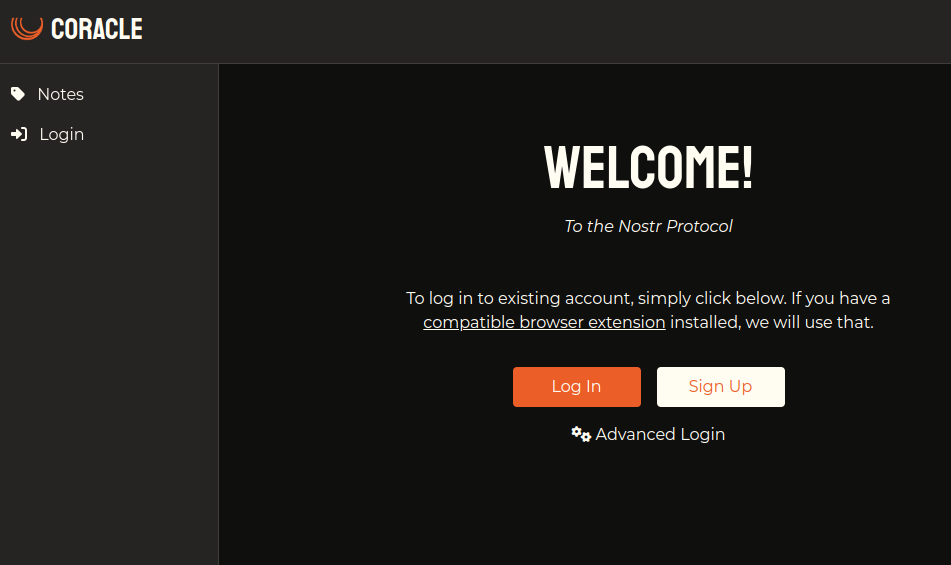 CORACLE
Notes
Login
WELCOME!
To the Nostr Protocol
To log in to existing account, simply click below. If you have a
compatible browser extension installed, we will use that.
Log In
Sign Up
Advanced Login